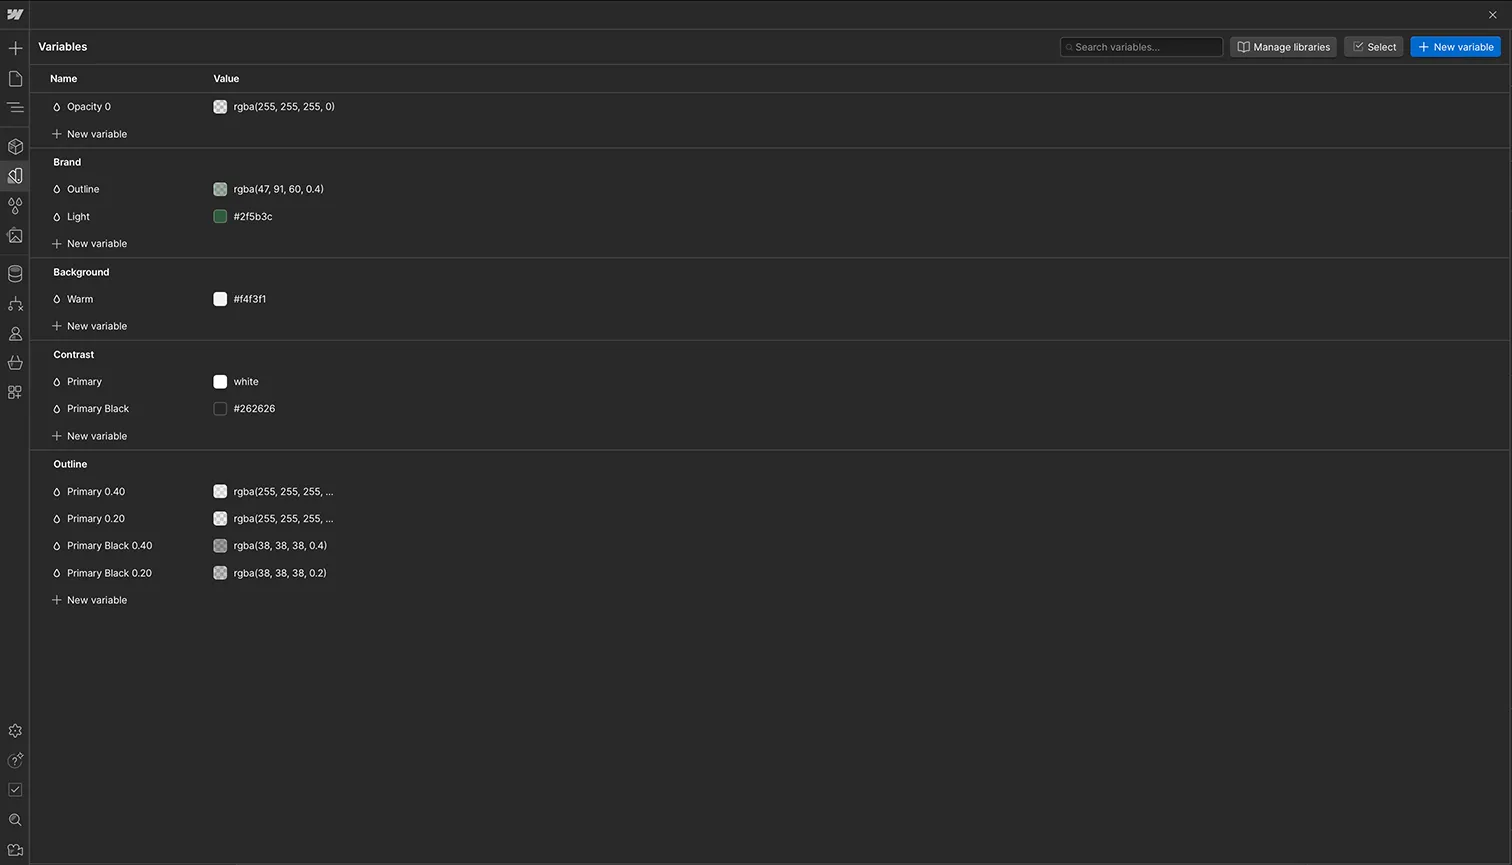 Variables
Search variables...
Manage libraries
Select
New variable
Name Value
Opacity 0 rgba(255, 255, 255, 0)
New variable
Brand
Outline rgba(47, 91, 60, 0.4)
Light #2f5b3c
New variable
Background
Warm #f4f3f1
New variable
Contrast
Primary white
Primary Black #262626
New variable
Outline
Primary 0.40 rgba(255, 255, 255, ...
Primary 0.20 rgba(255, 255, 255, ...
Primary Black 0.40 rgba(38, 38, 38, 0.4)
Primary Black 0.20 rgba(38, 38, 38, 0.2)
New variable